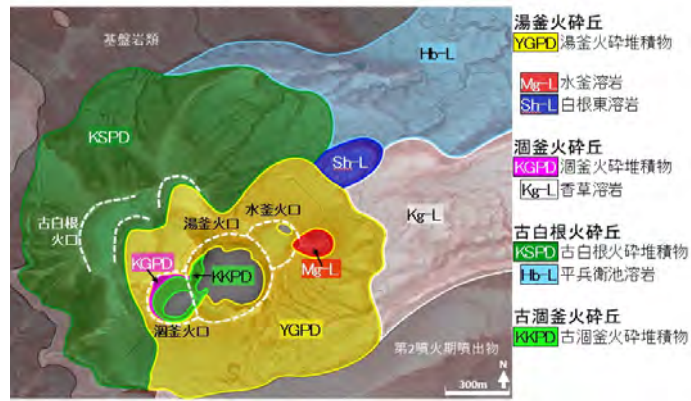 基盤岩類
Hb-L
KSPD
Sh-L
Kg-L
水釜火口
湯釜火口
古白根
火口
KGPD
KKPD
Mg-L
涸釜火口
YGPD
第2噴火期噴出物
300m
N
湯釜火砕丘
YGPD 湯釜火砕堆積物
Mg-L 水釜溶岩
Sh-L 白根東溶岩
涸釜火砕丘
KGPD 涸釜火砕堆積物
Kg-L 香草溶岩
古白根火砕丘
KSPD 古白根火砕堆積物
Hb-L 平兵衛池溶岩
古涸釜火砕丘
KKPD 古涸釜火砕堆積物